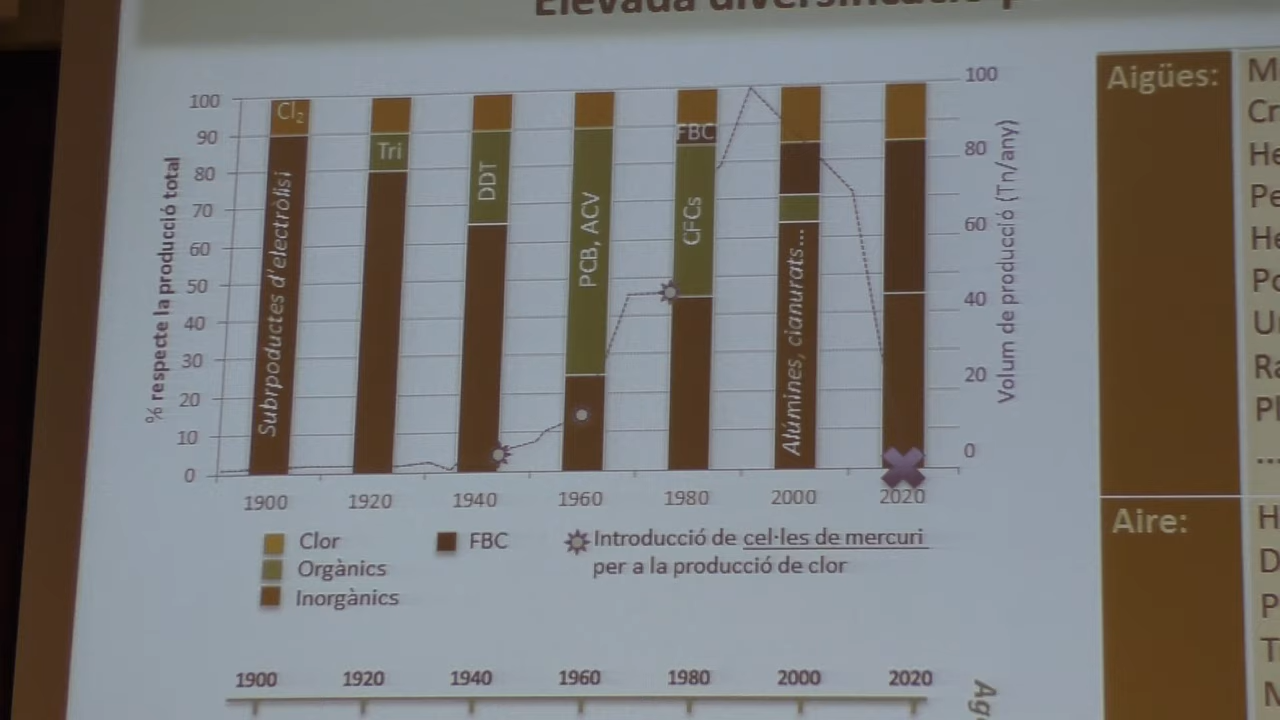 Elevada diversificació
100
90
80
70
60
50
40
30
20
10
0
% respecte la producció total
Cl₂
Subrpoductes d'electròlisi
Tri
DDT
PCB, ACV
FBC
CFCs
Alúmines, cianurats...
100
80
60
40
20
0
Volum de producció (Tn/any)
1900 1920 1940 1960 1980 2000 2020
Clor
Orgànics
Inorgànics
FBC
Introducció de cel·les de mercuri
per a la producció de clor
1900 1920 1940 1960 1980 2000 2020
Aigües:
Aire: